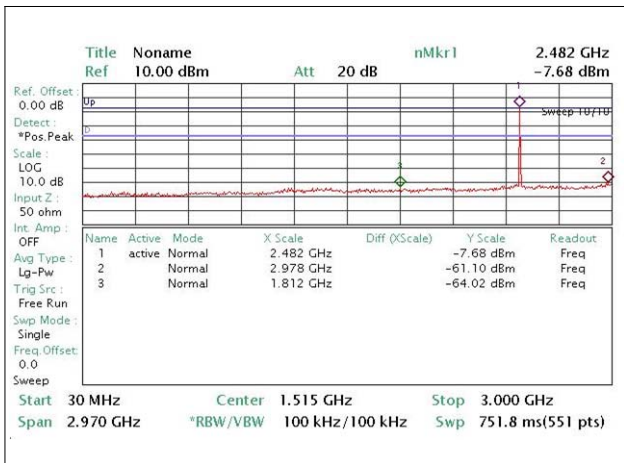 Title Noname nMkr1 2.482 GHz
Ref 10.00 dBm Att 20 dB -7.68 dBm
Ref. Offset :
0.00 dB
Detect :
*Pos.Peak
Scale :
LOG
10.0 dB
Input Z :
50 ohm
Int. Amp :
OFF
Avg Type :
Lg-Pw
Trig Src :
Free Run
Swp Mode :
Single
Freq.Offset:
0.0
Sweep
Up
D
1
Sweep 10/10
3
2
Name Active Mode X Scale Diff (XScale) Y Scale Readout
1 active Normal 2.482 GHz -7.68 dBm Freq
2 Normal 2.978 GHz -61.10 dBm Freq
3 Normal 1.812 GHz -64.02 dBm Freq
Start 30 MHz Center 1.515 GHz Stop 3.000 GHz
Span 2.970 GHz *RBW/VBW 100 kHz/100 kHz Swp 751.8 ms(551 pts)